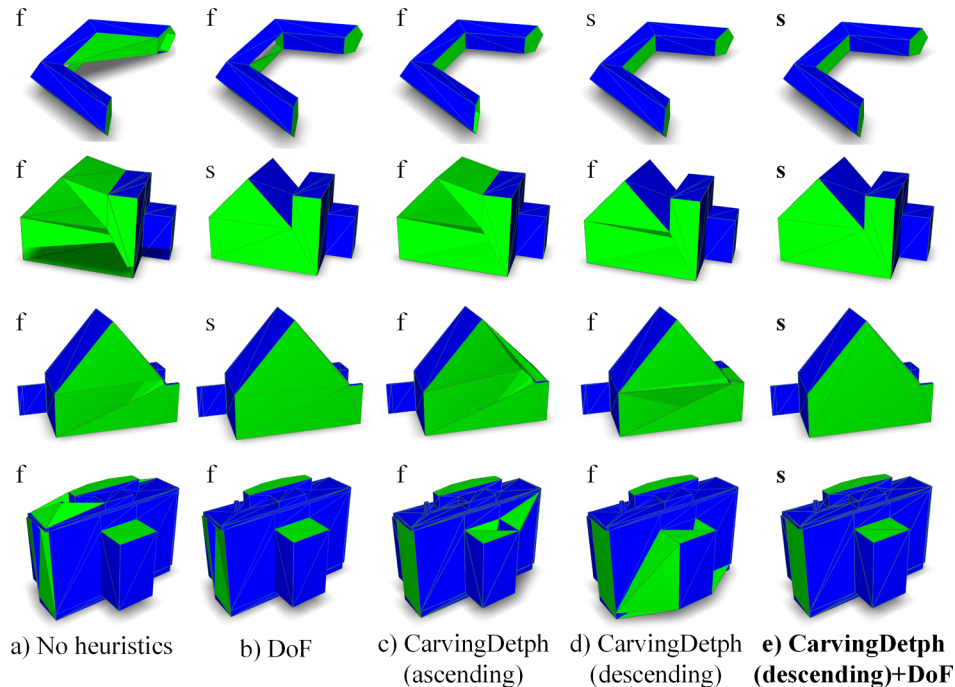 f f f s s
f s f f s
f s f f s
f f f f s
a) No heuristics b) DoF c) CarvingDetph d) CarvingDetph e) CarvingDetph
(ascending) (descending) (descending)+DoF